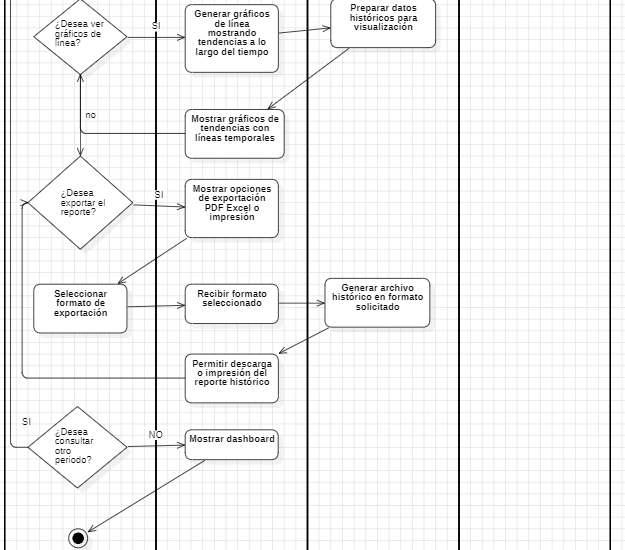 ¿Desea ver
gráficos de
línea?
SI
Generar gráficos
de línea
mostrando
tendencias a lo
largo del tiempo
Preparar datos
históricos para
visualización
no
Mostrar gráficos de
tendencias con
líneas temporales
¿Desea
exportar el
reporte?
SI
Mostrar opciones
de exportación
PDF Excel o
impresión
Seleccionar
formato de
exportación
Recibir formato
seleccionado
Generar archivo
histórico en formato
solicitado
Permitir descarga
o impresión del
reporte histórico
SI
¿Desea
consultar
otro
periodo?
NO
Mostrar dashboard